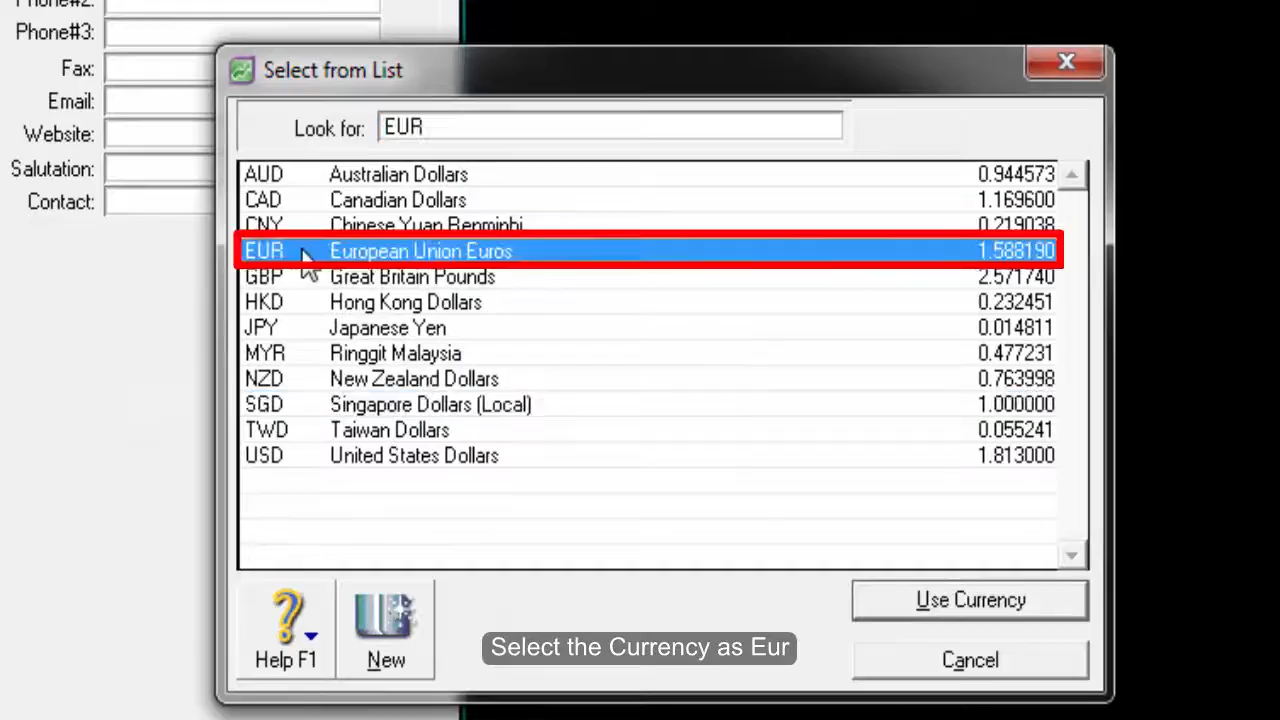 Phone#2:
Phone#3:
Fax:
Email:
Website:
Salutation:
Contact:
Select from List
Look for: EUR
AUD Australian Dollars 0.944573
CAD Canadian Dollars 1.169600
CNY Chinese Yuan Renminbi 0.219038
EUR European Union Euros 1.588190
GBP Great Britain Pounds 2.571740
HKD Hong Kong Dollars 0.232451
JPY Japanese Yen 0.014811
MYR Ringgit Malaysia 0.477231
NZD New Zealand Dollars 0.763998
SGD Singapore Dollars (Local) 1.000000
TWD Taiwan Dollars 0.055241
USD United States Dollars 1.813000
Use Currency
Help F1
New
Select the Currency as Eur
Cancel